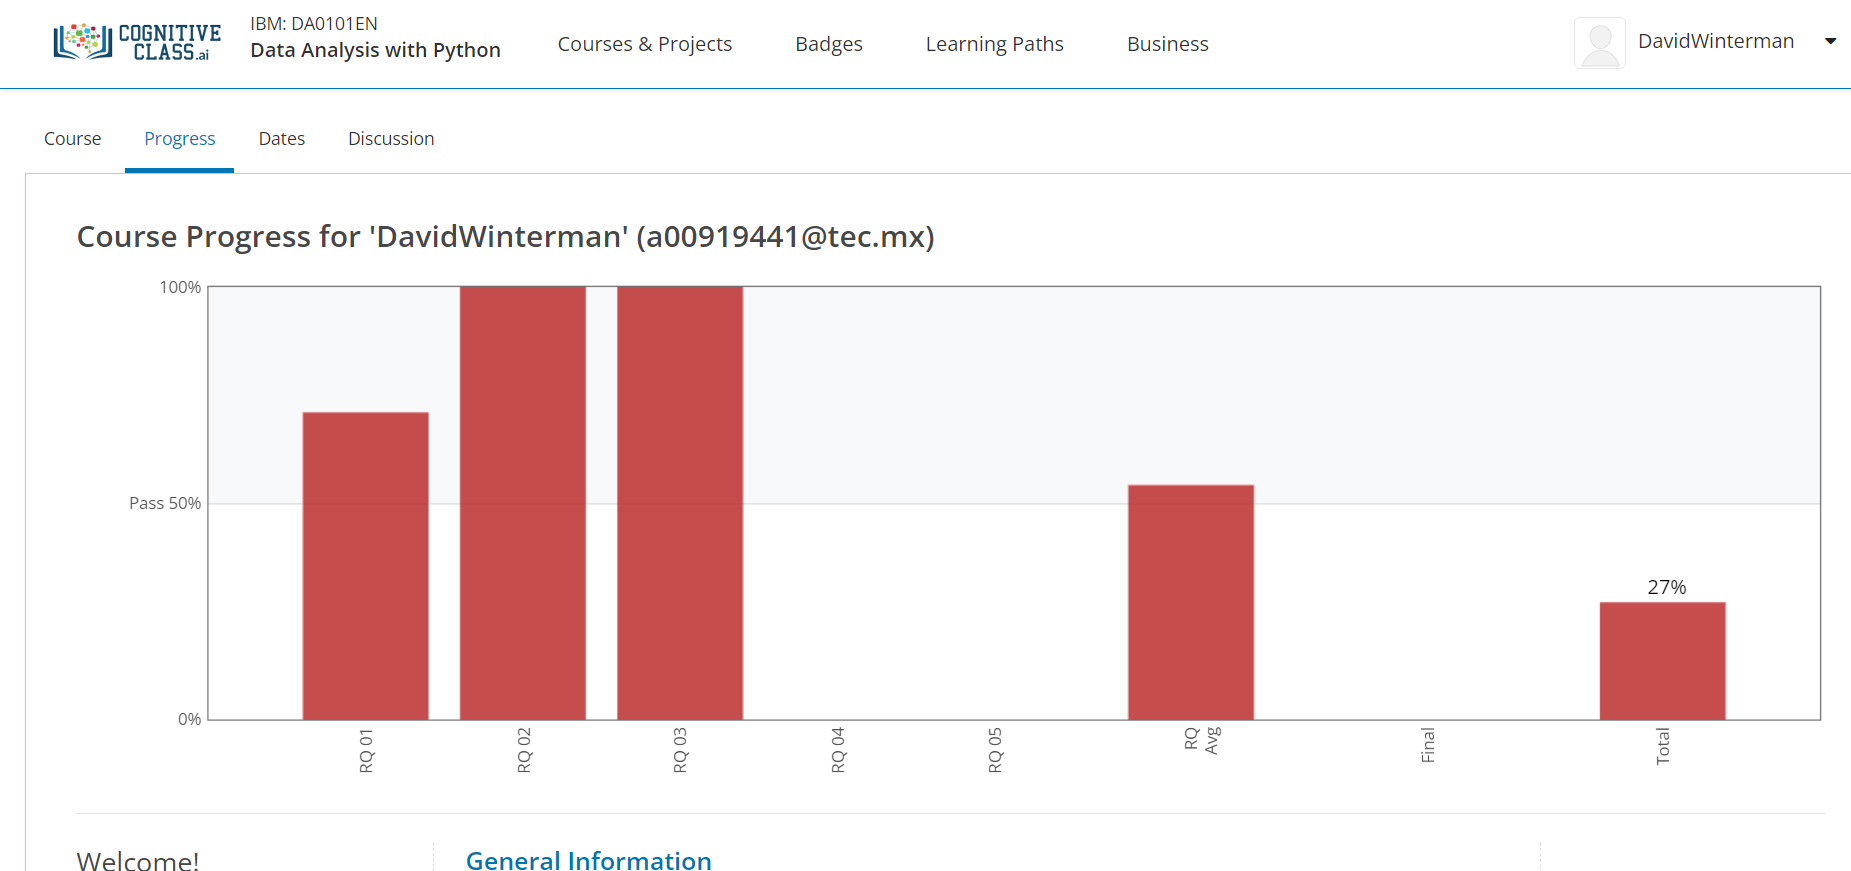 COGNITIVE
CLASS.ai
IBM: DA0101EN
Data Analysis with Python
Courses & Projects
Badges
Learning Paths
Business
DavidWinterman
Course
Progress
Dates
Discussion
Course Progress for 'DavidWinterman' (a00919441@tec.mx)
100%
Pass 50%
0%
27%
RQ 01
RQ 02
RQ 03
RQ 04
RQ 05
RQ
Avg
Final
Total
Welcome!
General Information